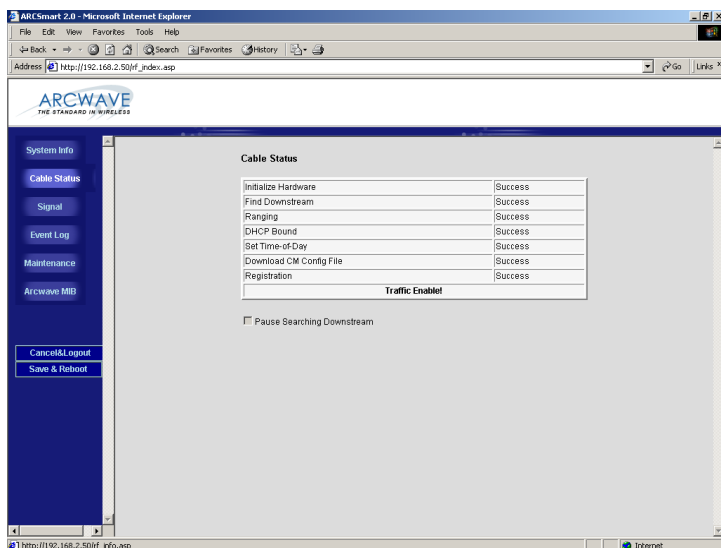 ARCSmart 2.0 - Microsoft Internet Explorer
File Edit View Favorites Tools Help
Back Search Favorites History
Address http://192.168.2.50/rf_index.asp Go Links
ARCWAVE
THE STANDARD IN WIRELESS
System Info
Cable Status
Signal
Event Log
Maintenance
Arcwave MIB
Cancel&Logout
Save & Reboot
Cable Status
Initialize Hardware Success
Find Downstream Success
Ranging Success
DHCP Bound Success
Set Time-of-Day Success
Download CM Config File Success
Registration Success
Traffic Enable!
Pause Searching Downstream
http://192.168.2.50/rf_info.asp Internet